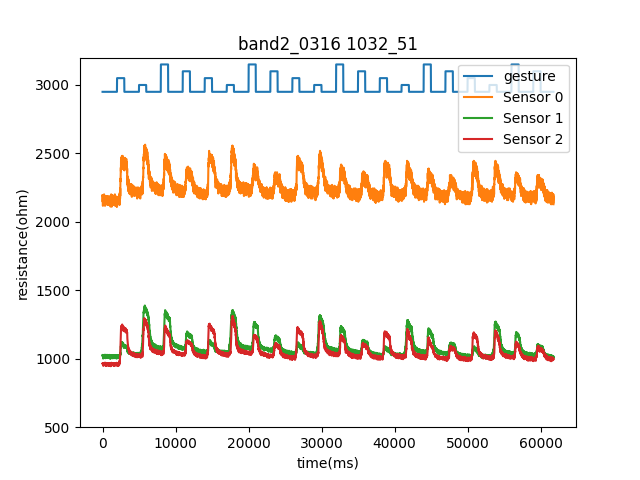 band2_0316 1032_51
gesture
Sensor 0
Sensor 1
Sensor 2
3000
2500
2000
1500
1000
500
resistance(ohm)
0
10000
20000
30000
40000
50000
60000
time(ms)